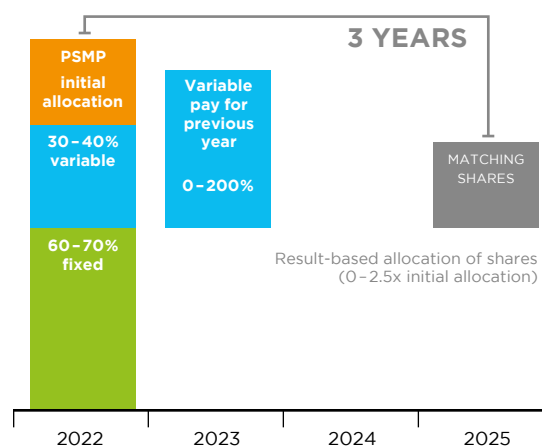 3 YEARS
PSMP
initial
allocation
30–40%
variable
60–70%
fixed
Variable
pay for
previous
year
0–200%
MATCHING
SHARES
Result-based allocation of shares
(0–2.5x initial allocation)
2022
2023
2024
2025